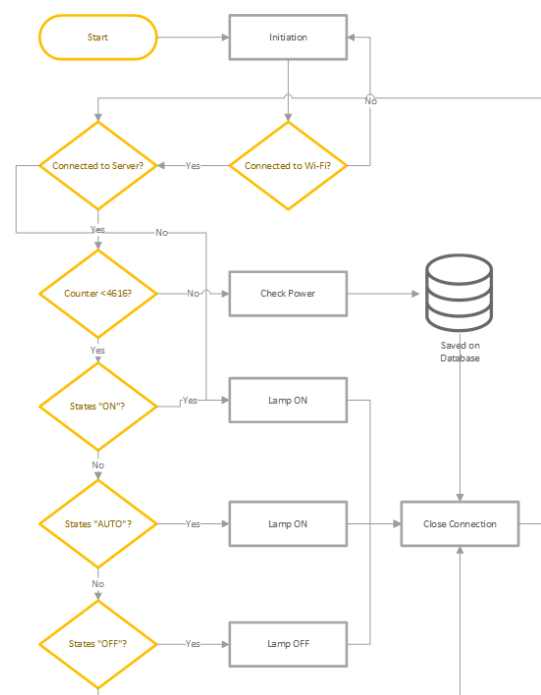 Start
Initiation
No
Connected to Server?
Yes
Connected to Wi-Fi?
Yes
No
Counter <4616?
No
Check Power
Saved on
Database
Yes
States "ON"?
Yes
Lamp ON
No
States "AUTO"?
Yes
Lamp ON
Close Connection
No
States "OFF"?
Yes
Lamp OFF